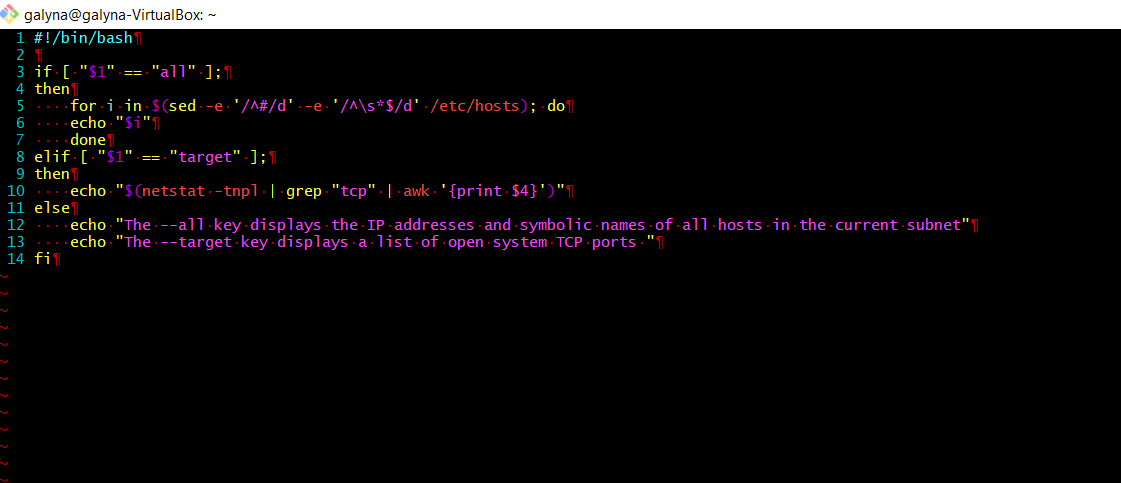 galyna@galyna-VirtualBox: ~
1 #!/bin/bash¶
2 ¶
3 if·[·"$1"·==·"all"·];¶
4 then¶
5 ····for·i·in·$(sed·-e·'/^#/d'·-e·'/^\s*$/d'·/etc/hosts);·do¶
6 ····echo·"$i"¶
7 ····done¶
8 elif·[·"$1"·==·"target"·];¶
9 then¶
10 ····echo·"$(netstat·-tnpl·|·grep·"tcp"·|·awk·'{print·$4}')"¶
11 else¶
12 ····echo·"The·--all·key·displays·the·IP·addresses·and·symbolic·names·of·all·hosts·in·the·current·subnet"¶
13 ····echo·"The·--target·key·displays·a·list·of·open·system·TCP·ports·"¶
14 fi¶
~
~
~
~
~
~
~
~
~
~
~
~
~